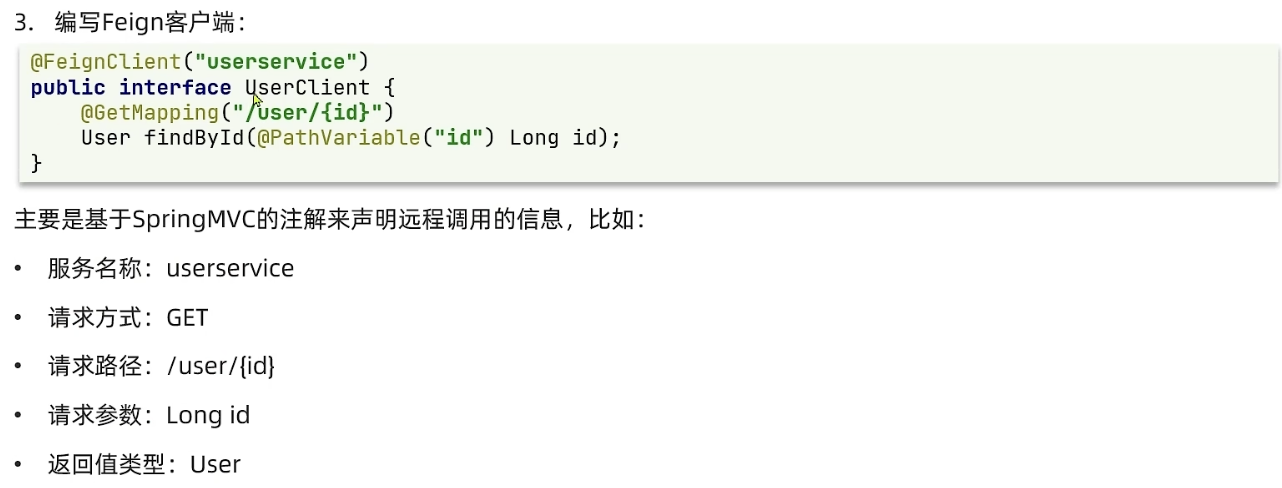 3. 编写Feign客户端：
@FeignClient("userservice")
public interface UserClient {
    @GetMapping("/user/{id}")
    User findById(@PathVariable("id") Long id);
}
主要是基于SpringMVC的注解来声明远程调用的信息，比如：
• 服务名称：userservice
• 请求方式：GET
• 请求路径：/user/{id}
• 请求参数：Long id
• 返回值类型：User